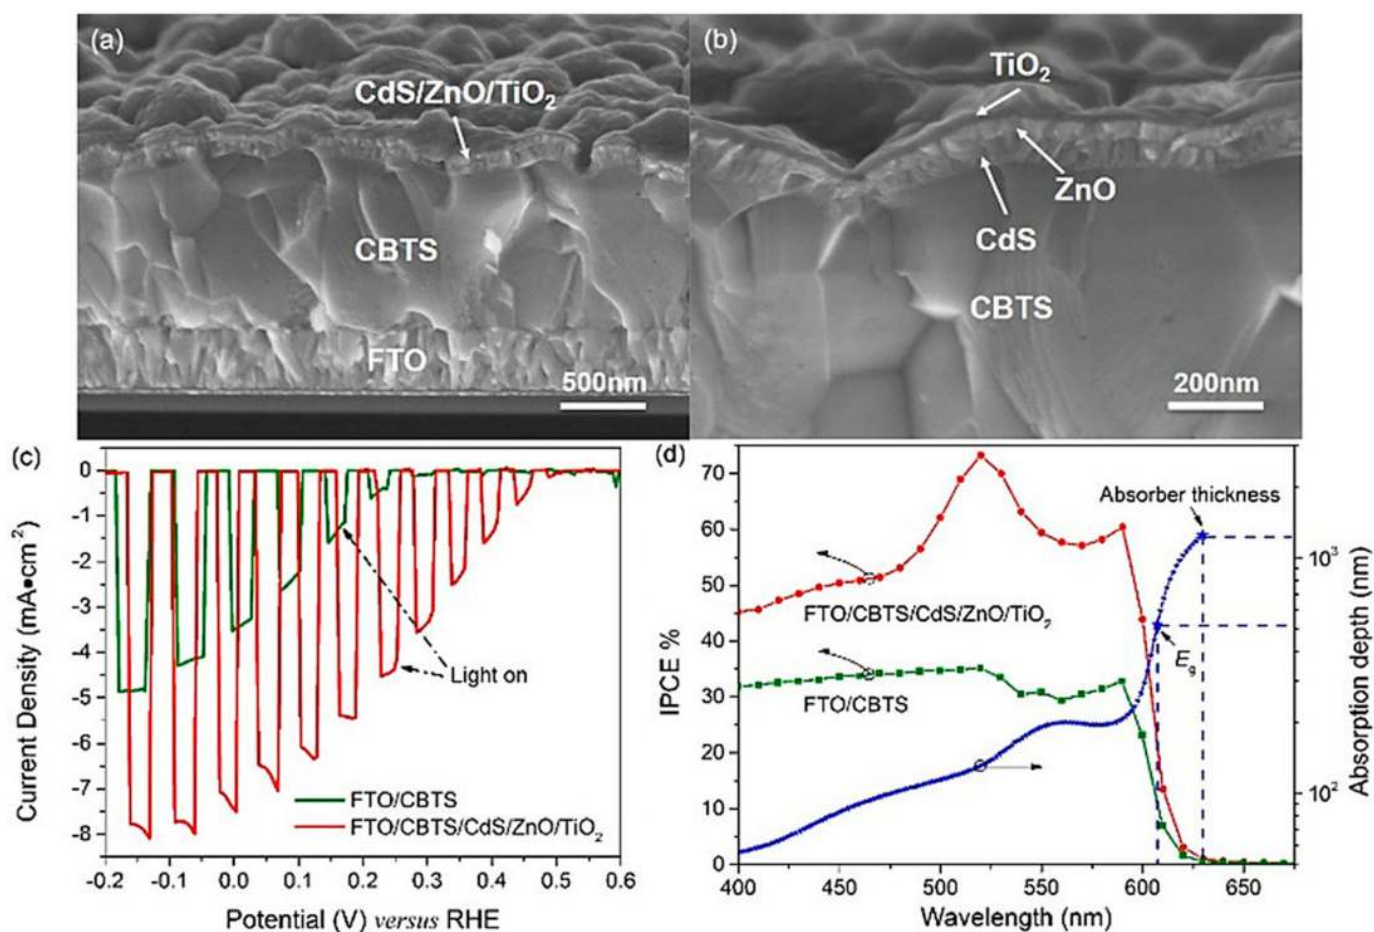 (a)
CdS/ZnO/TiO₂
CBTS
FTO
500nm
(b)
TiO₂
ZnO
CdS
CBTS
200nm
(c)
0
-1
-2
-3
-4
-5
-6
-7
-8
Current Density (mA•cm²)
Light on
FTO/CBTS
FTO/CBTS/CdS/ZnO/TiO₂
-0.2 -0.1 0.0 0.1 0.2 0.3 0.4 0.5 0.6
Potential (V) versus RHE
(d)
70
60
50
40
30
20
10
0
IPCE %
Absorber thickness
FTO/CBTS/CdS/ZnO/TiO₂
E_g
FTO/CBTS
10³
10²
Absorption depth (nm)
400 450 500 550 600 650
Wavelength (nm)